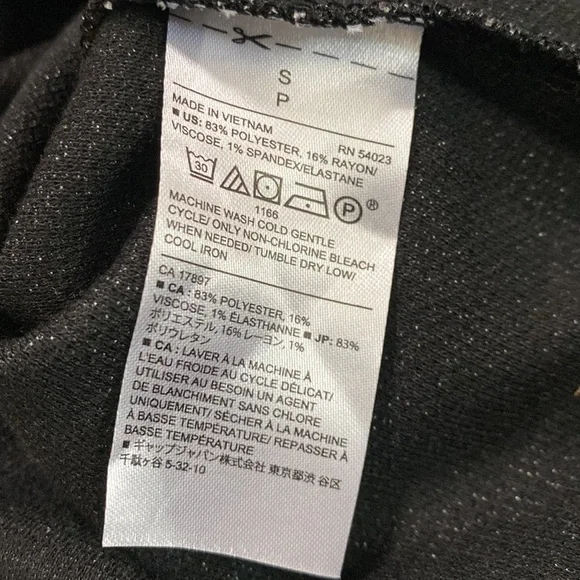 S
P
MADE IN VIETNAM RN 54023
■ US: 83% POLYESTER, 16% RAYON/
VISCOSE, 1% SPANDEX/ELASTANE
30 P ®
1166
MACHINE WASH COLD GENTLE
CYCLE/ ONLY NON-CHLORINE BLEACH
WHEN NEEDED/ TUMBLE DRY LOW/
COOL IRON
CA 17897
■ CA : 83% POLYESTER, 16%
VISCOSE, 1% ÉLASTHANNE ■ JP: 83%
ポリエステル, 16% レーヨン, 1%
ポリウレタン
■ CA : LAVER À LA MACHINE À
L'EAU FROIDE AU CYCLE DÉLICAT/
UTILISER AU BESOIN UN AGENT
DE BLANCHIMENT SANS CHLORE
UNIQUEMENT/ SÉCHER À LA MACHINE
À BASSE TEMPÉRATURE/ REPASSER À
BASSE TEMPÉRATURE
■ ギャップジャパン株式会社 東京都渋谷区
千駄ヶ谷 5-32-10